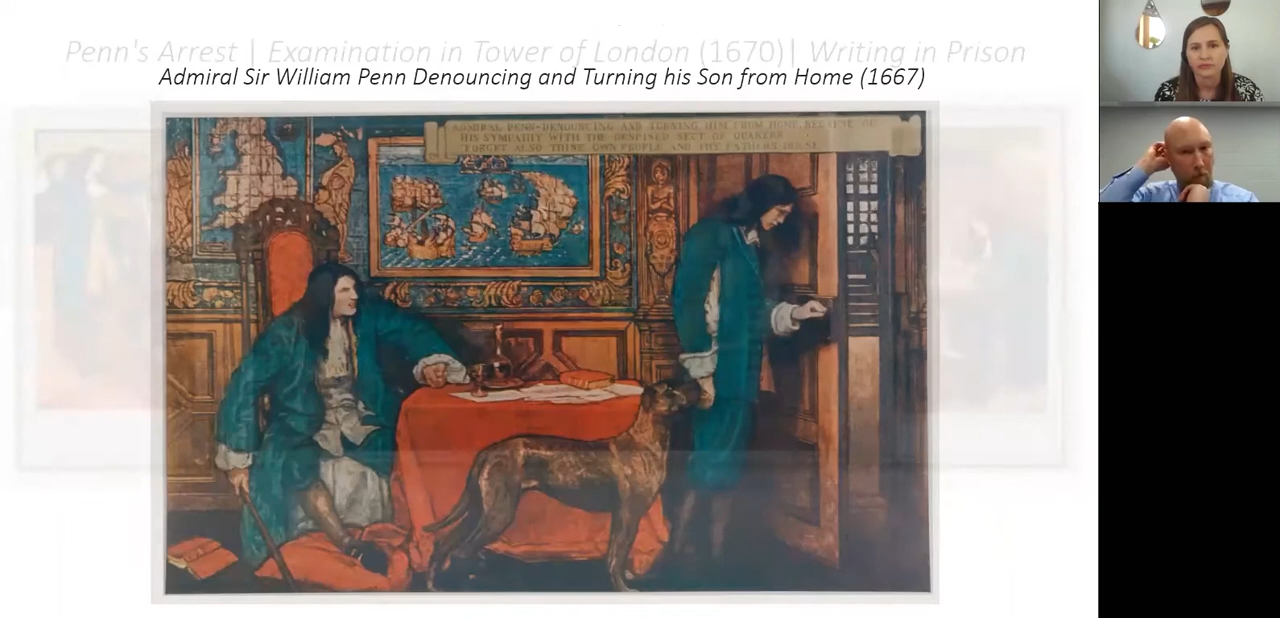 Penn's Arrest | Examination in Tower of London (1670)| Writing in Prison
Admiral Sir William Penn Denouncing and Turning his Son from Home (1667)
ADMIRAL PENN DENOUNCING AND TURNING HIM FROM HOME, BECAUSE OF
HIS SYMPATHY WITH THE DESPISED SECT OF QUAKERS
"FORGET ALSO THINE OWN PEOPLE AND THY FATHERS HOUSE